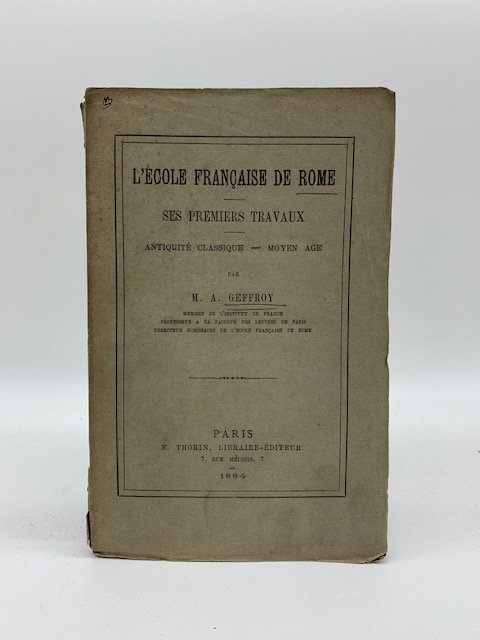 L'ÉCOLE FRANÇAISE DE ROME
SES PREMIERS TRAVAUX
ANTIQUITÉ CLASSIQUE — MOYEN AGE
PAR
M. A. GEFFROY
MEMBRE DE L'INSTITUT DE FRANCE
PROFESSEUR A LA FACULTÉ DES LETTRES DE PARIS
DIRECTEUR HONORAIRE DE L'ÉCOLE FRANÇAISE DE ROME
PARIS
E. THORIN, LIBRAIRE-ÉDITEUR
7, RUE MÉDICIS, 7
—
1884